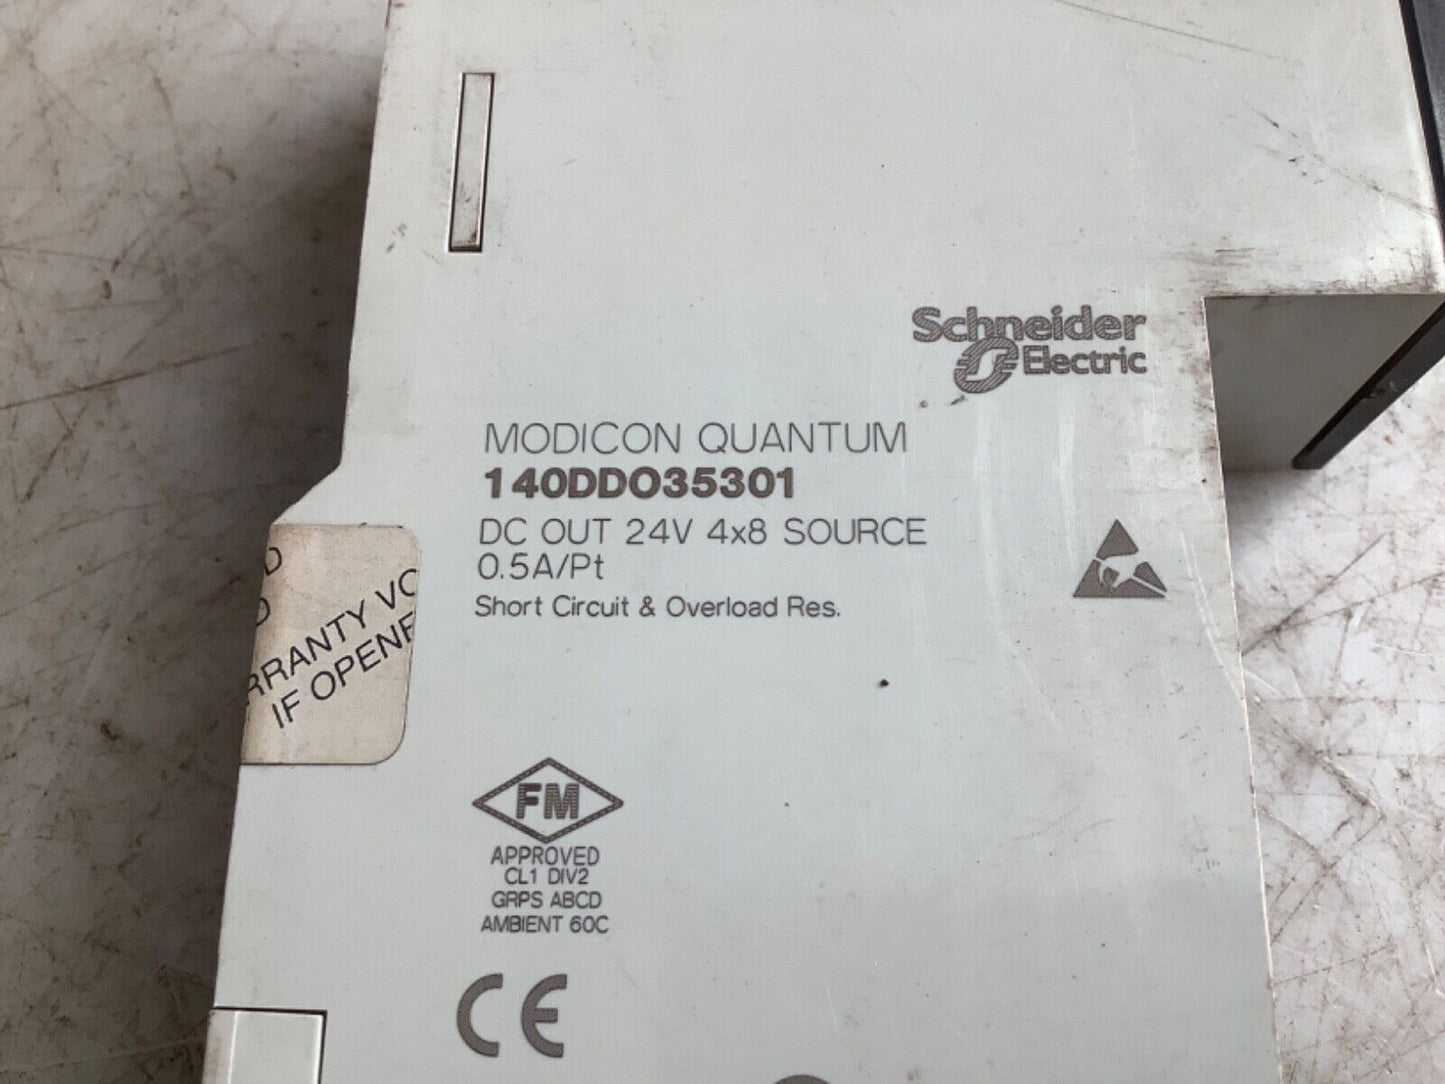 Schneider
Electric
MODICON QUANTUM
140DDO35301
DC OUT 24V 4x8 SOURCE
0.5A/Pt
Short Circuit & Overload Res.
D
RRANTY VO
IF OPENE
FM
APPROVED
CL1 DIV2
GRPS ABCD
AMBIENT 60C
CE